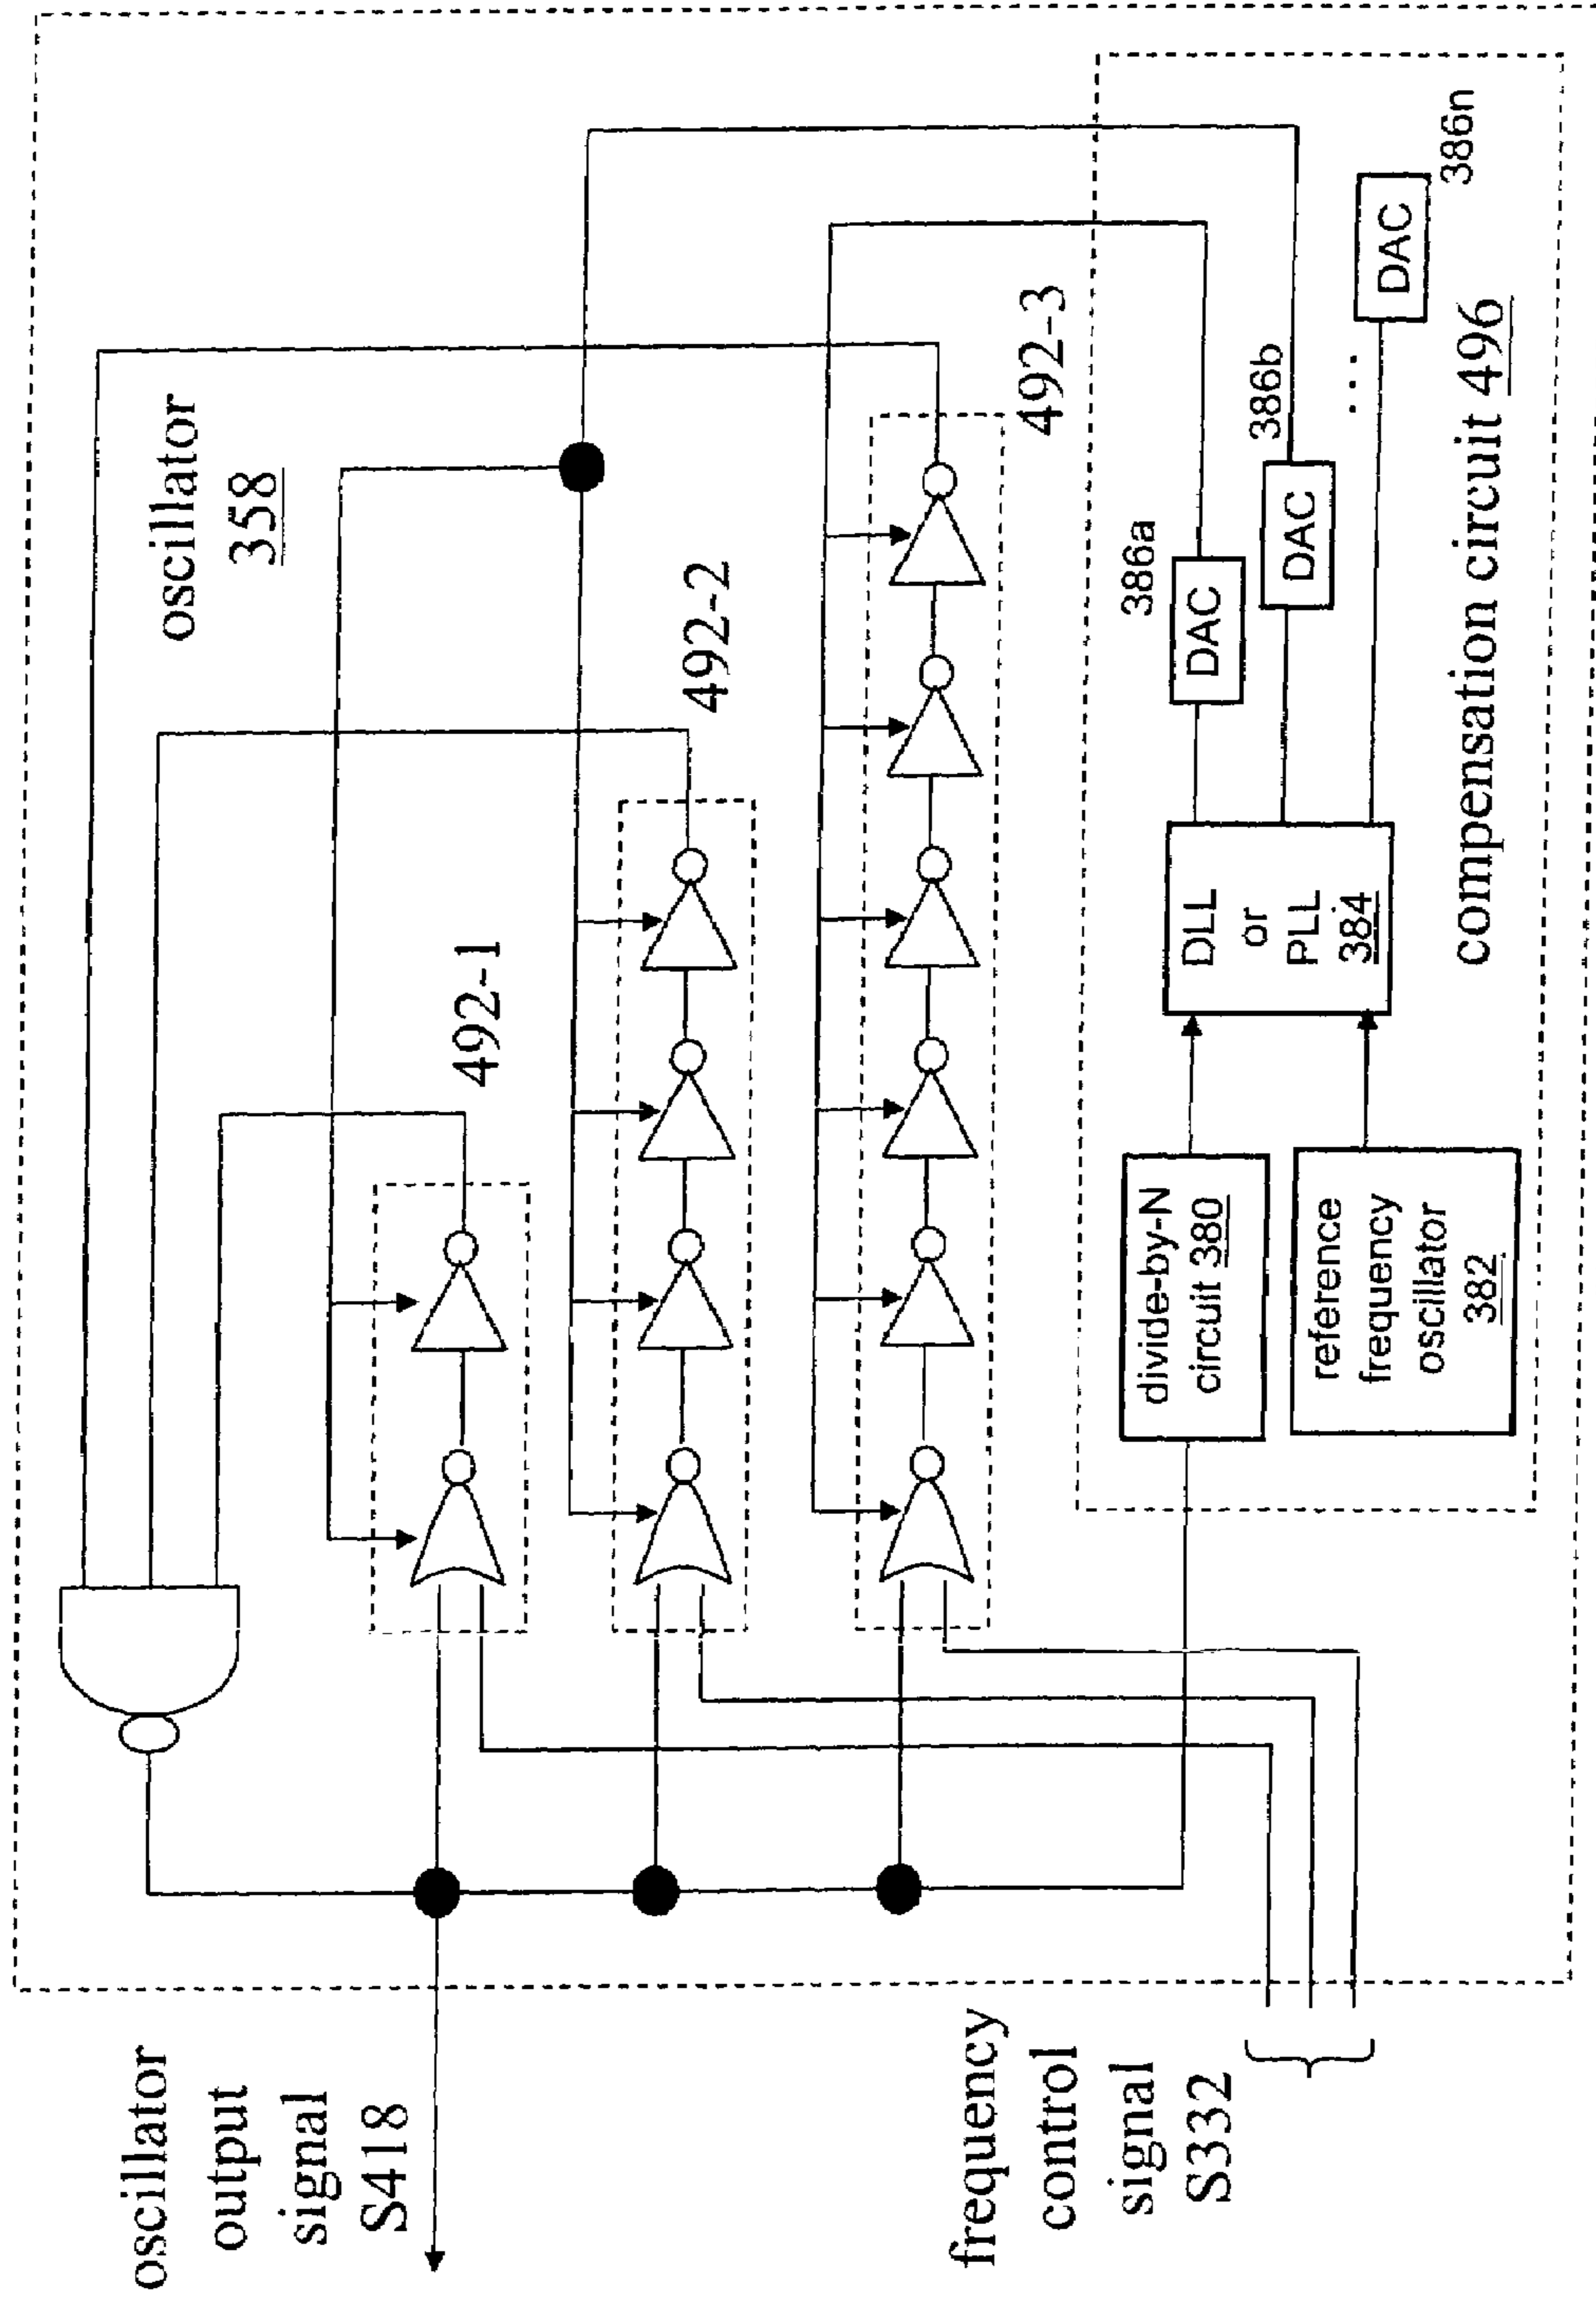 oscillator
358
492-1
492-2
492-3
oscillator
output
signal
S418
frequency
control
signal
S332
divide-by-N
circuit 380
reference
frequency
oscillator
382
DLL
or
PLL
384
386a
DAC
386b
DAC
...
DAC
386n
compensation circuit 496